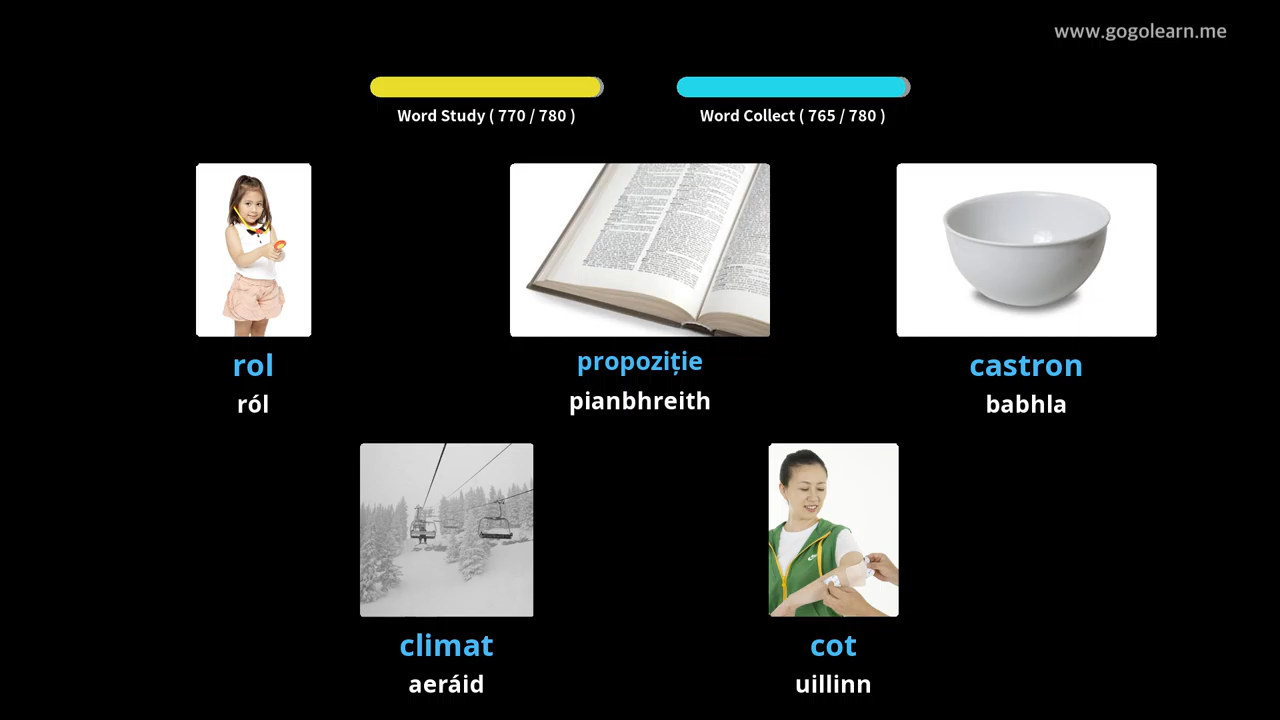 www.gogolearn.me
Word Study ( 770 / 780 )
Word Collect ( 765 / 780 )
rol
ról
propoziție
pianbhreith
castron
babhla
climat
aeráid
cot
uillinn